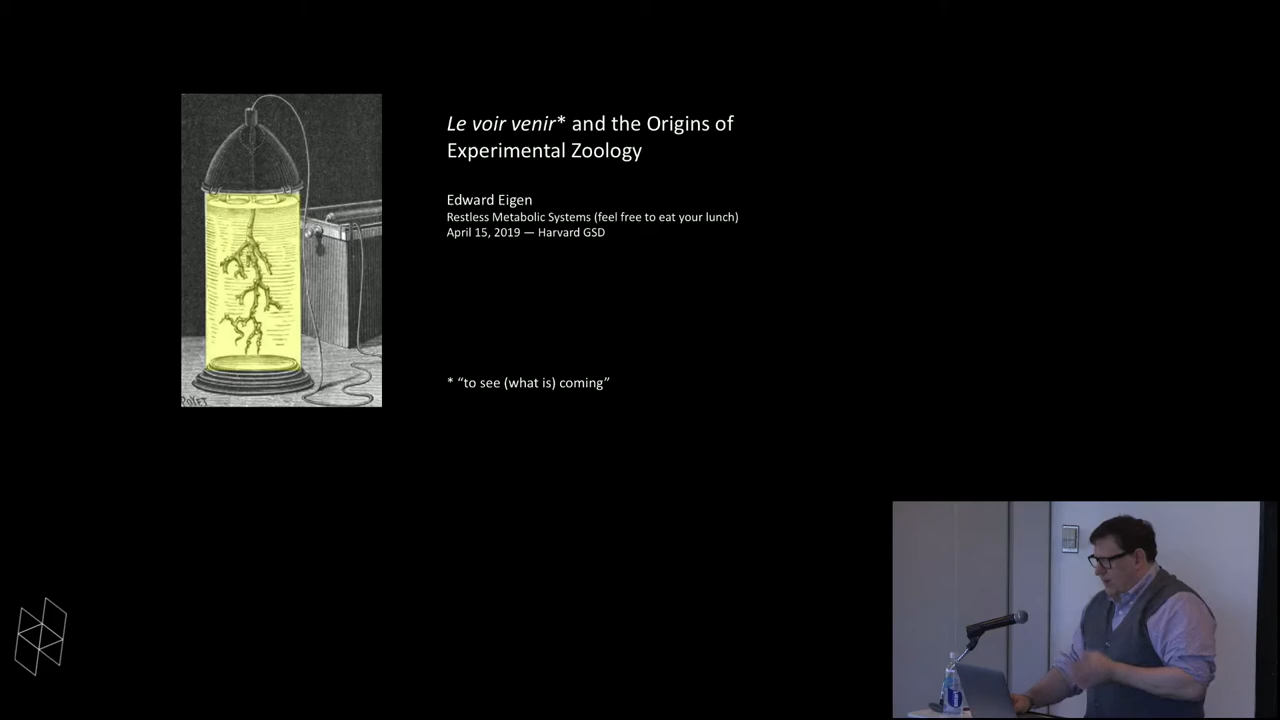 Le voir venir* and the Origins of
Experimental Zoology
Edward Eigen
Restless Metabolic Systems (feel free to eat your lunch)
April 15, 2019 — Harvard GSD
* “to see (what is) coming”
POYET